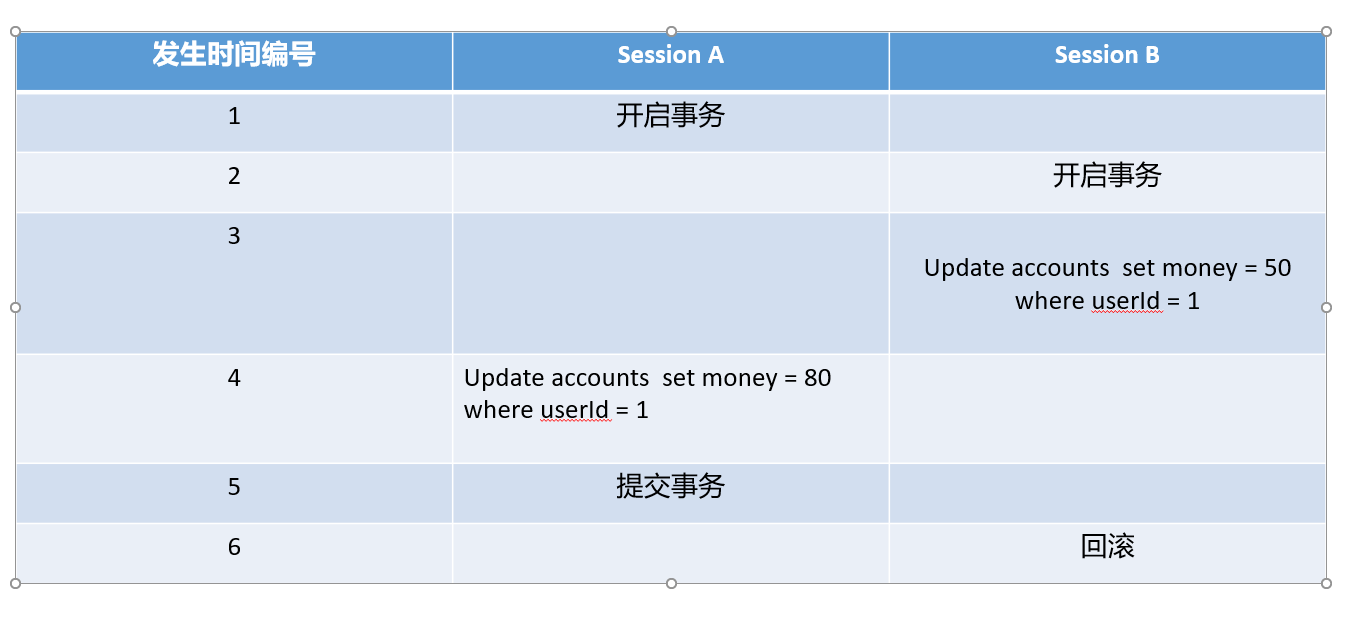 发生时间编号 Session A Session B
1 开启事务
2 开启事务
3
Update accounts  set money = 50
where userId = 1
4 Update accounts  set money = 80
where userId = 1
5 提交事务
6 回滚